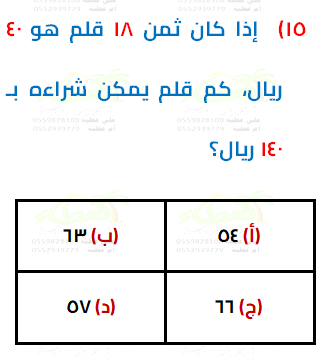 ١٥) إذا كان ثمن ١٨ قلم هو ٤٠
ريال، كم قلم يمكن شراءه بـ
١٤٠ ريال؟
(أ) ٥٤
(ب) ٦٣
(ج) ٦٦
(د) ٥٧